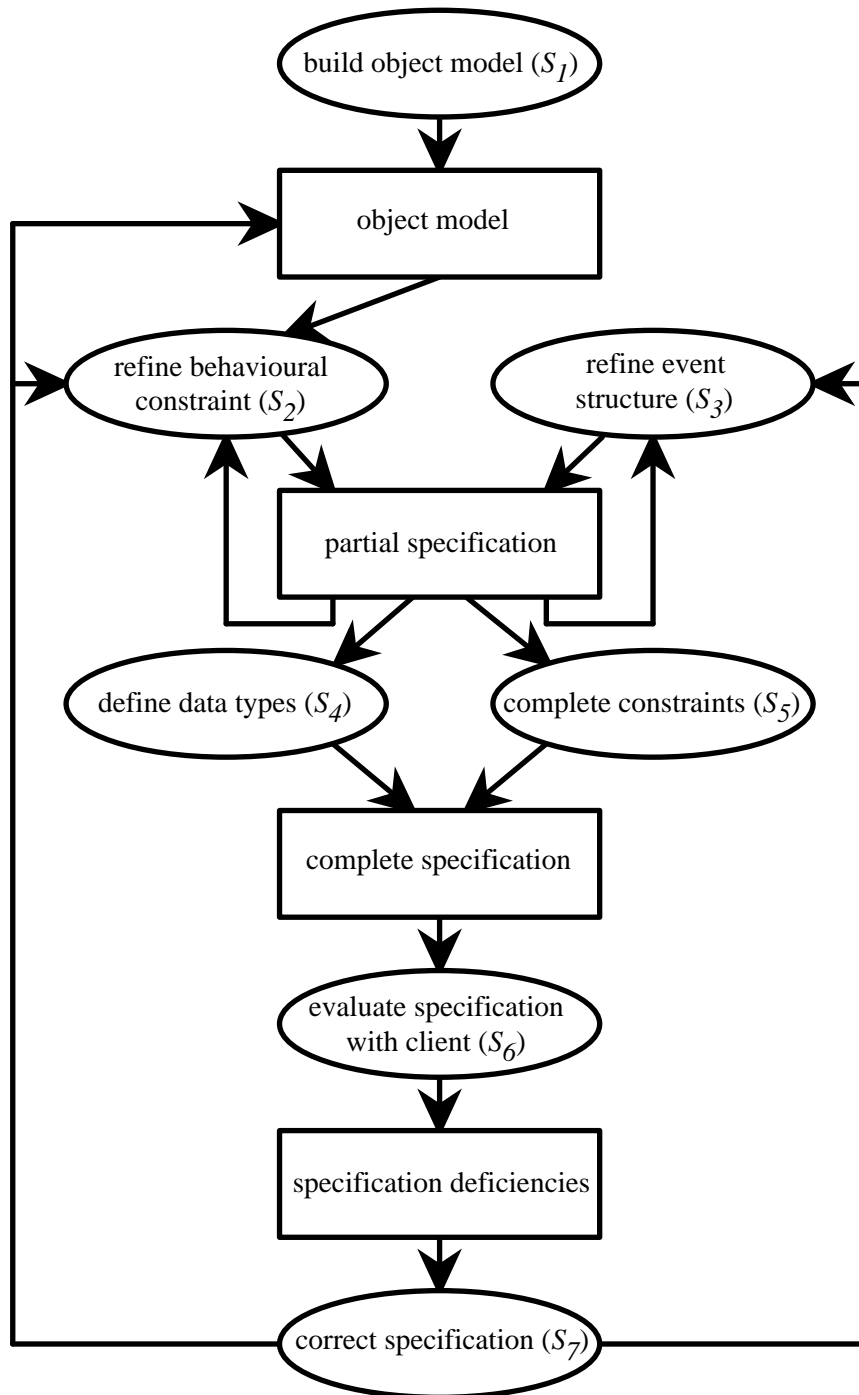 build object model (S1)
object model
refine behavioural
constraint (S2)
refine event
structure (S3)
partial specification
define data types (S4)
complete constraints (S5)
complete specification
evaluate specification
with client (S6)
specification deficiencies
correct specification (S7)